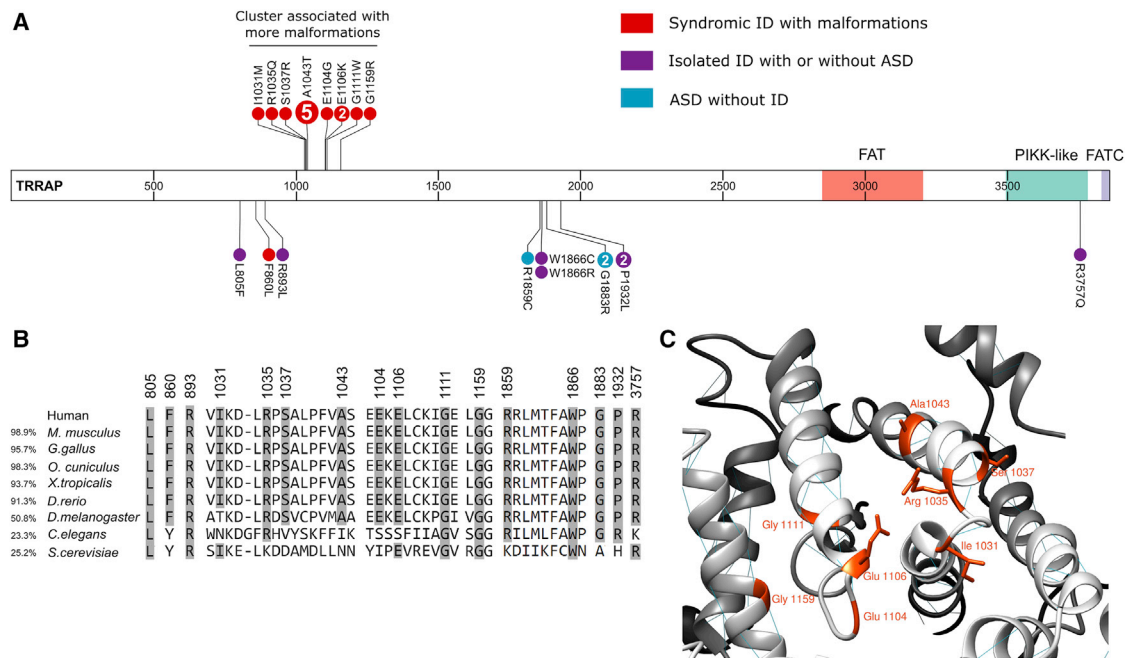 A
Cluster associated with
more malformations
I1031M
R1035Q
S1037R
A1043T
E1104G
E1106K
G1111W
G1159R
5
2
Syndromic ID with malformations
Isolated ID with or without ASD
ASD without ID
FAT
PIKK-like
FATC
TRRAP
500
1000
1500
2000
2500
3000
3500
L805F
F860L
R893L
R1859C
W1866C
W1866R
2
G1883R
2
P1932L
R3757Q
B
805 860 893 1031 1035 1037 1043 1104 1106 1111 1159 1859 1866 1883 1932 3757
Human L F R VIKD-LRPSALPFVAS EEKELCKIGE LGG RRLMTFAWP G P R
98.9% M. musculus L F R VIKD-LRPSALPFVAS EEKELCKIGE LGG RRLMTFAWP G P R
95.7% G.gallus L F R VIKD-LRPSALPFVAS EEKELCKIGE LGG RRLMTFAWP G P R
98.3% O. cuniculus L F R VIKD-LRPSALPFVAS EEKELCKIGE LGG RRLMTFAWP G P R
93.7% X.tropicalis L F R VIKD-LRPSALPFVAS EEKELCKIGE LGG RRLMTFAWP G P R
91.3% D.rerio L F R VIKD-LRPSALPFVAS EEKELCKIGE LGG RRLMTFAWP G P R
50.8% D.melanogaster L F R ATKD-LRDSVCPVMAA EEKELCKPGI VGG RRLMTFAWP G P R
23.3% C.elegans L Y R WNKDGFRHVYSKFFIK TSSSFIIAGV SGG RRLMTFAWP G R K
25.2% S.cerevisiae L Y R SIKE-LKDDAMDLLNN YIPEVREVGV RGG KDIIKFCWN A H R
C
Ala1043
Ser 1037
Arg 1035
Gly 1111
Ile 1031
Glu 1106
Gly 1159
Glu 1104